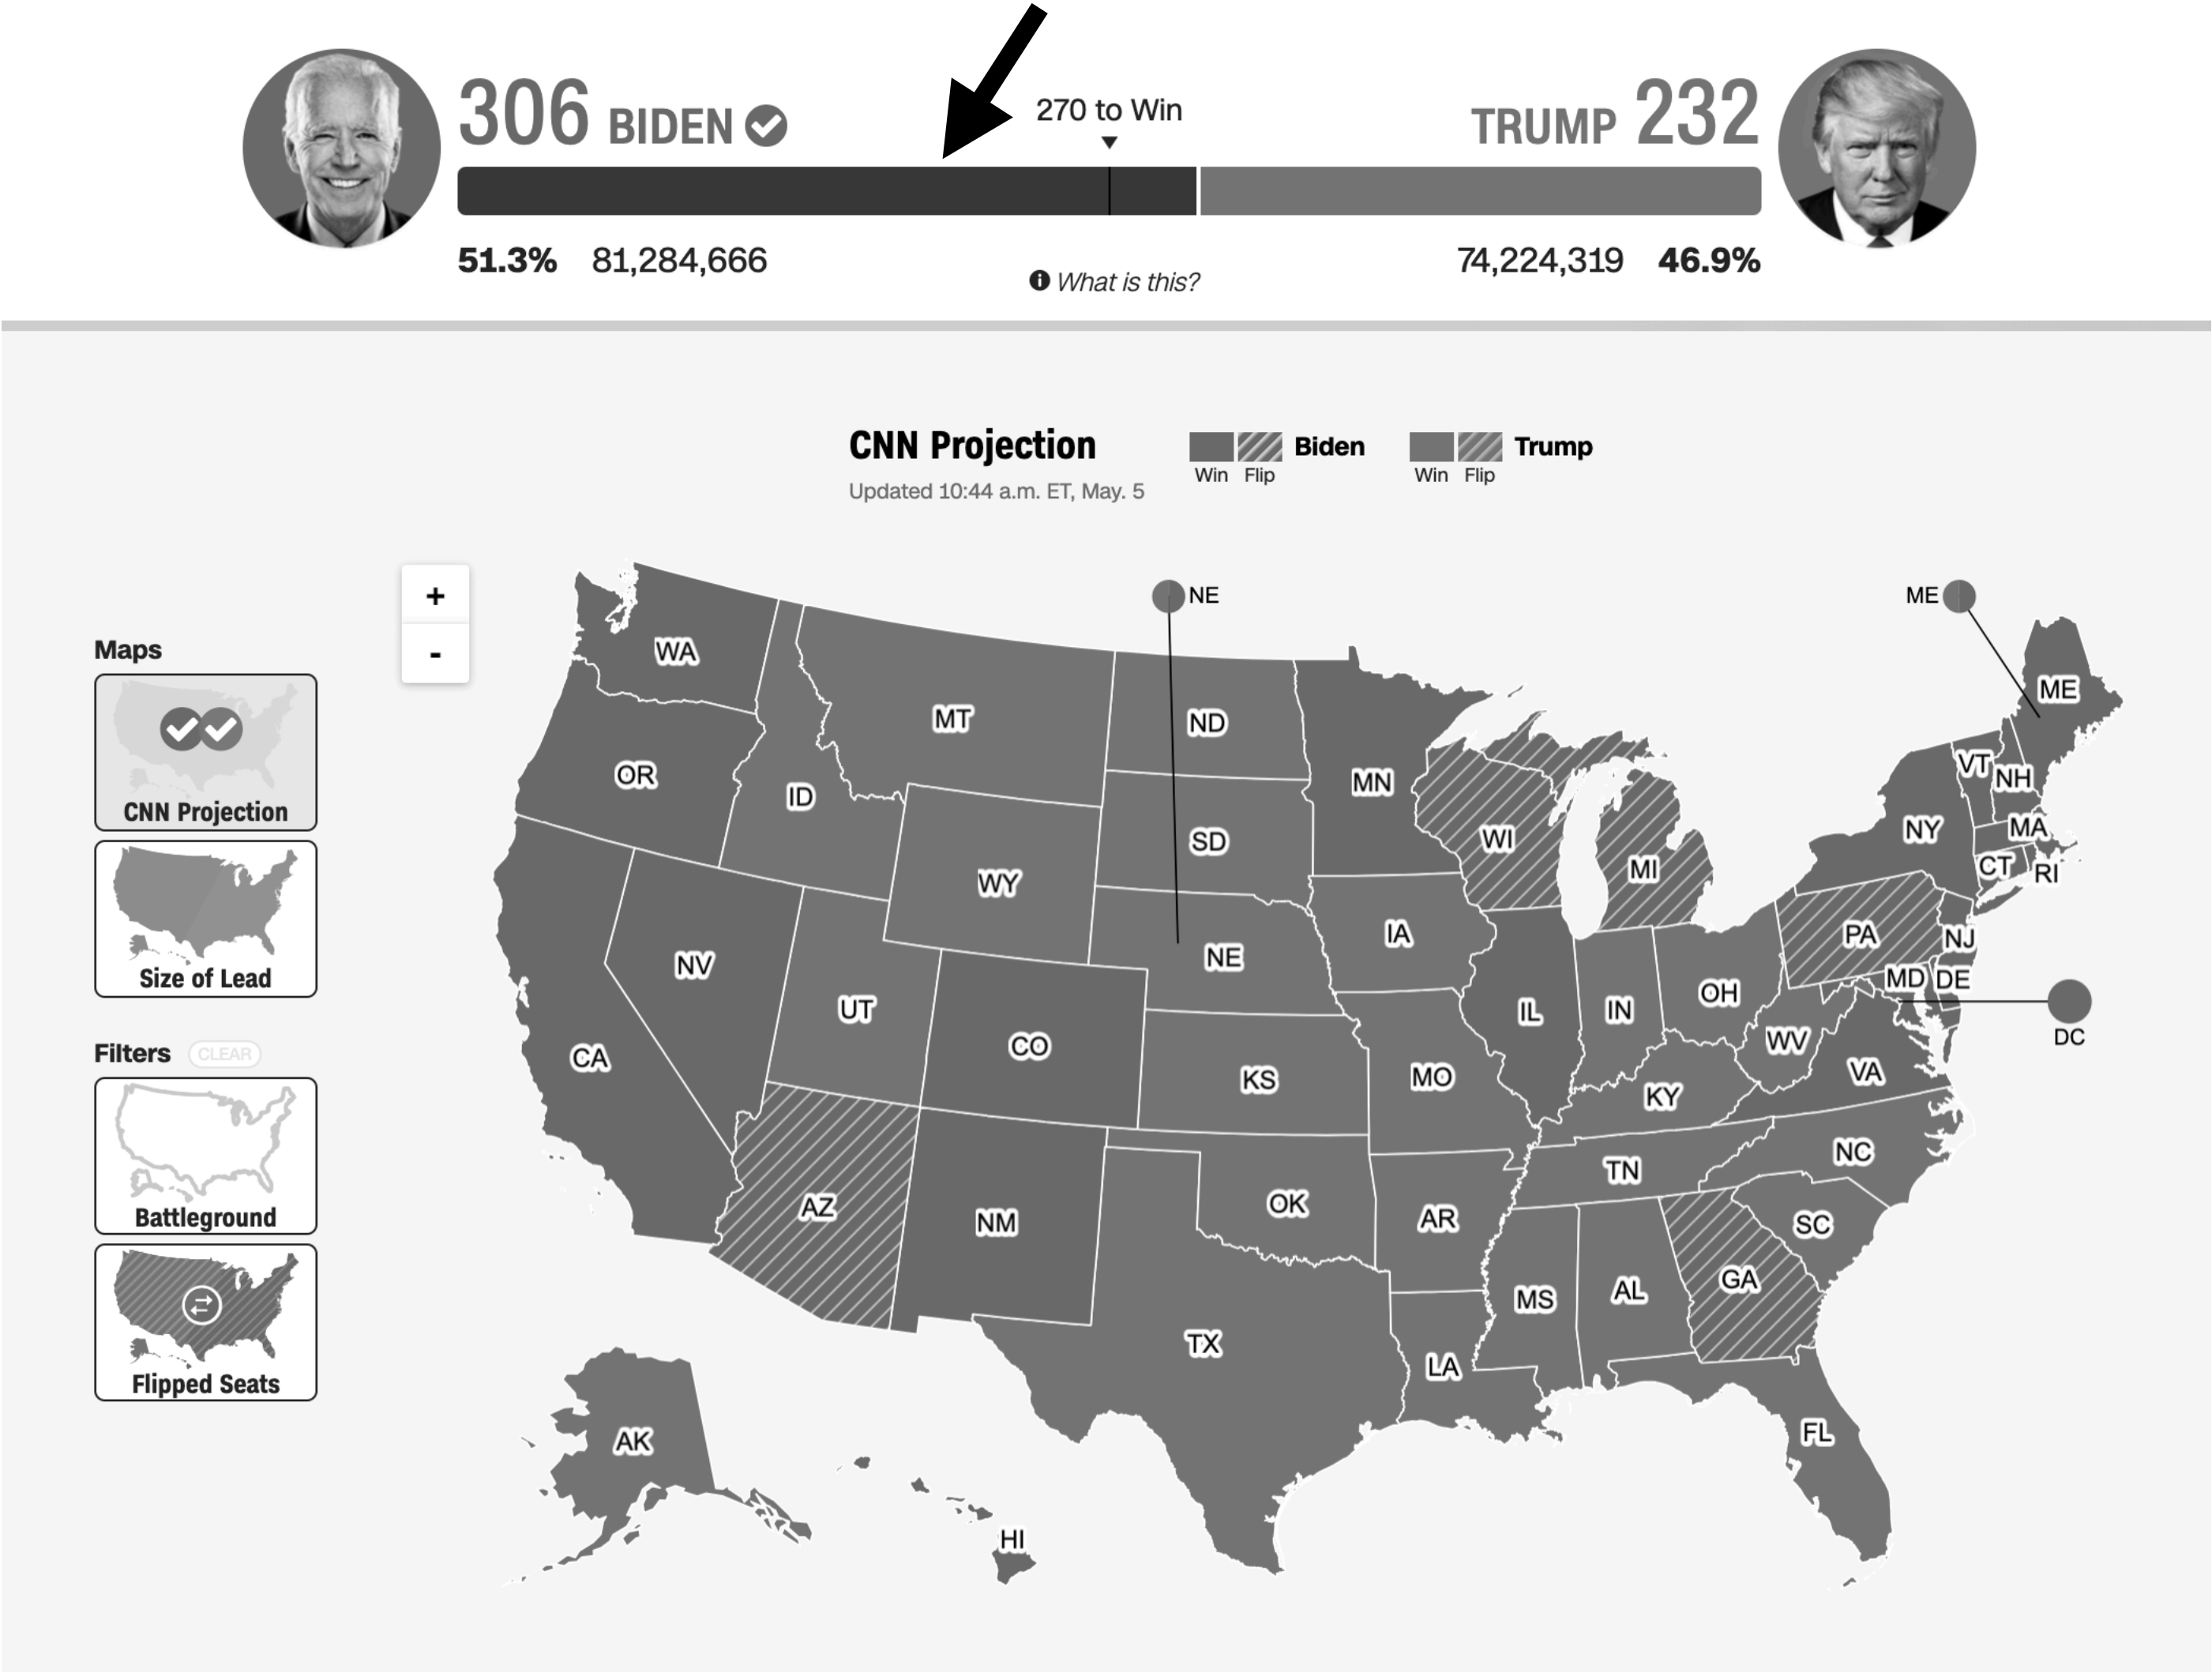 306 BIDEN
270 to Win
TRUMP 232
51.3% 81,284,666
What is this?
74,224,319 46.9%
CNN Projection
Updated 10:44 a.m. ET, May. 5
Win Flip Biden
Win Flip Trump
+
-
Maps
CNN Projection
Size of Lead
Filters CLEAR
Battleground
Flipped Seats
NE
ME
WA
MT
ND
ME
OR
ID
MN
VT
NH
SD
WI
MI
NY
MA
WY
CT
RI
NV
NE
IA
PA
NJ
UT
CO
IL
IN
OH
MD
DE
DC
CA
KS
MO
WV
VA
KY
AZ
NM
OK
AR
TN
NC
SC
TX
LA
MS
AL
GA
FL
AK
HI